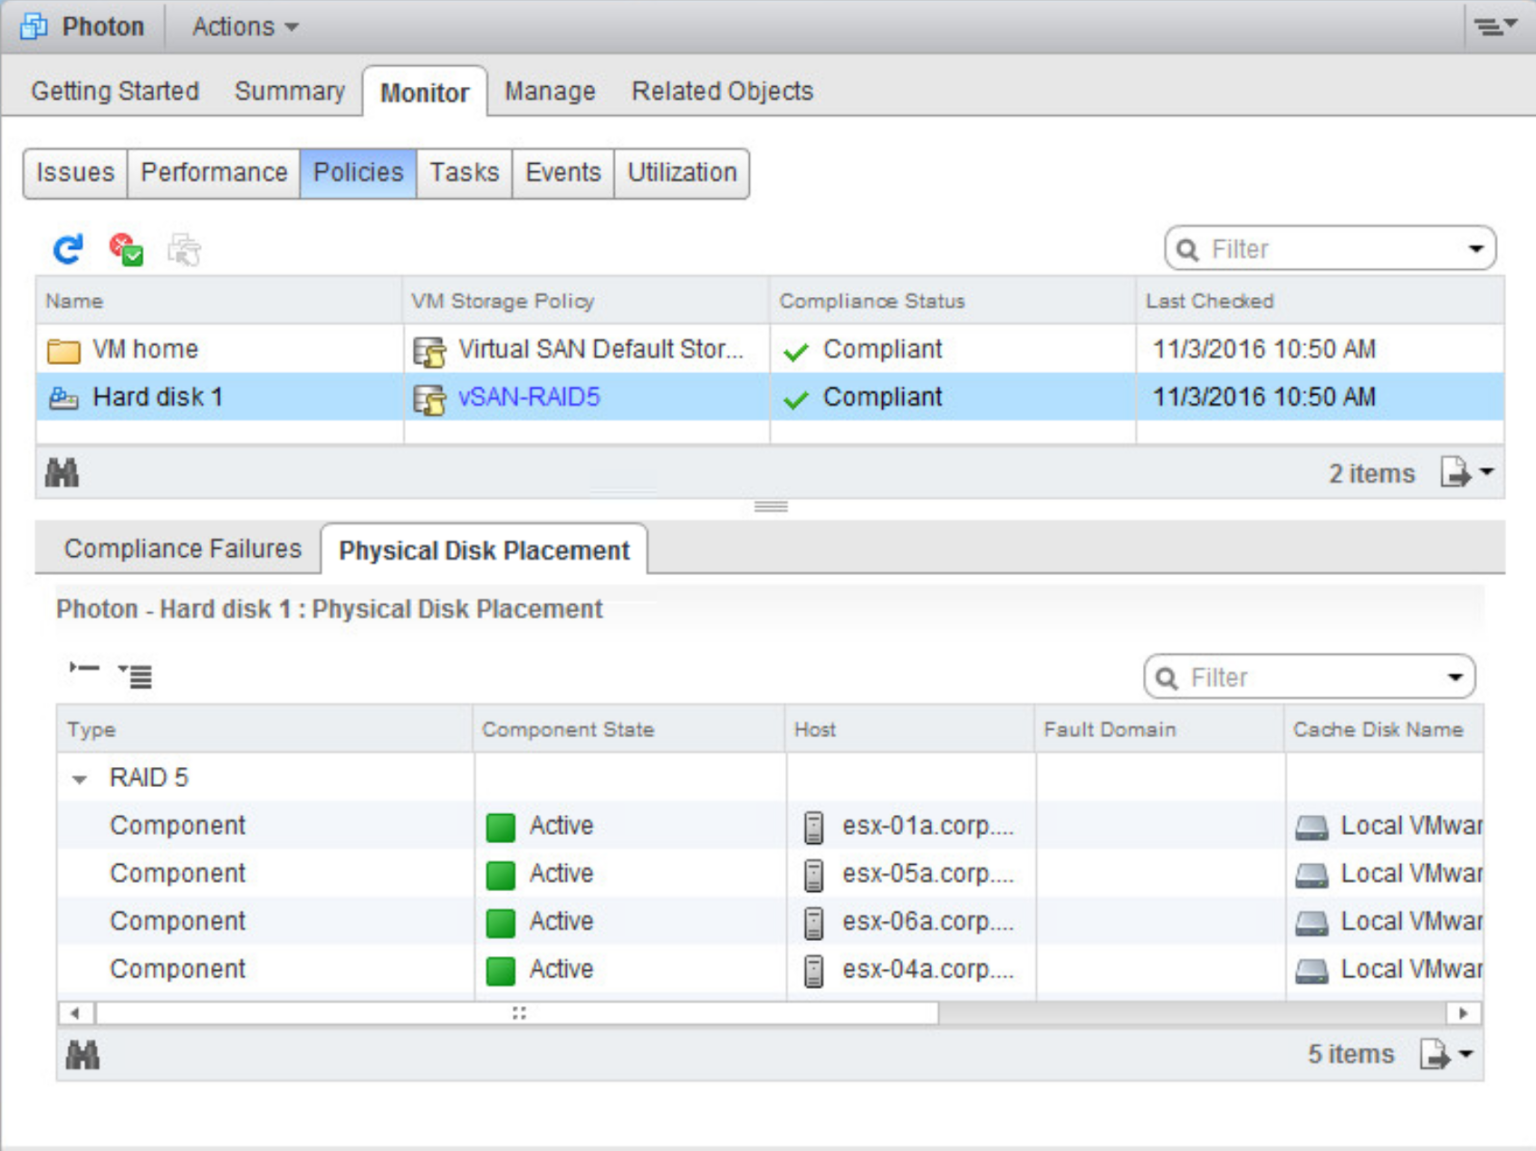 Photon Actions
Getting Started Summary Monitor Manage Related Objects
Issues Performance Policies Tasks Events Utilization
Filter
Name VM Storage Policy Compliance Status Last Checked
VM home Virtual SAN Default Stor... Compliant 11/3/2016 10:50 AM
Hard disk 1 vSAN-RAID5 Compliant 11/3/2016 10:50 AM
2 items
Compliance Failures Physical Disk Placement
Photon - Hard disk 1 : Physical Disk Placement
Filter
Type Component State Host Fault Domain Cache Disk Name
RAID 5
Component Active esx-01a.corp.... Local VMwar
Component Active esx-05a.corp.... Local VMwar
Component Active esx-06a.corp.... Local VMwar
Component Active esx-04a.corp.... Local VMwar
5 items